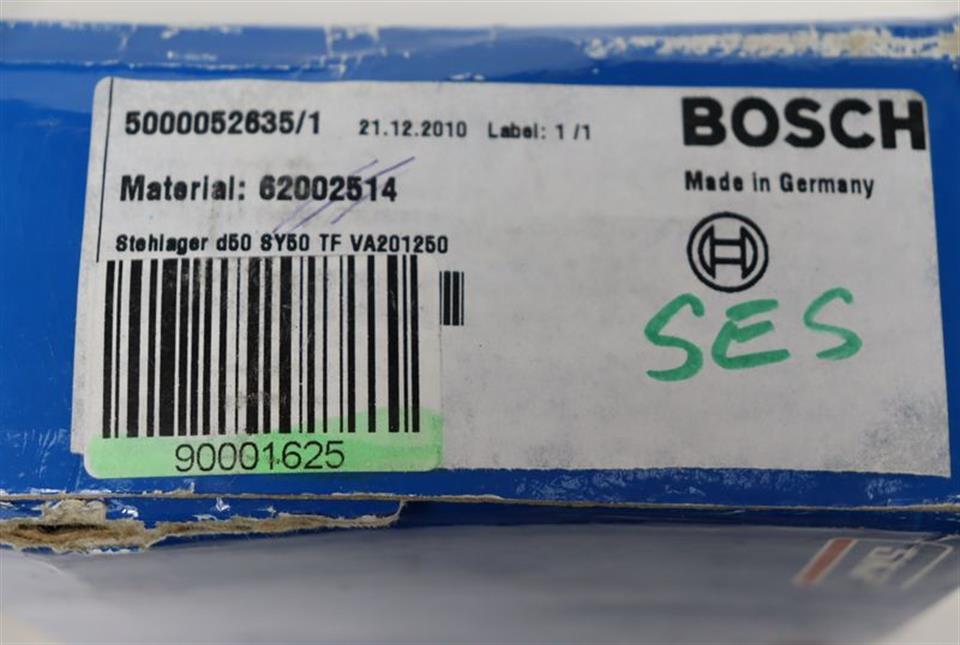 5000052635/1 21.12.2010 Label: 1 /1 BOSCH
Material: 62002514
Made in Germany
Stehlager d50 SY50 TF VA201250
SES
90001625